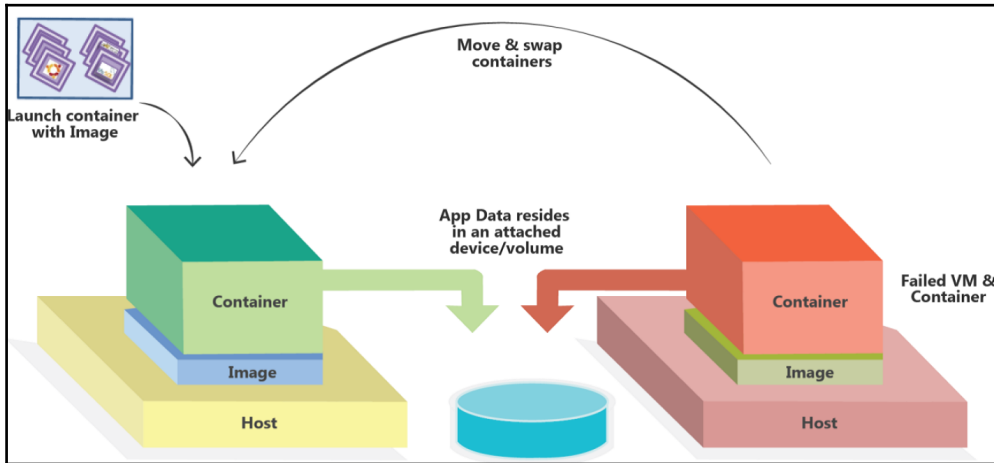 Move & swap
containers
Launch container
with Image
App Data resides
in an attached
device/volume
Container
Image
Host
Container
Image
Host
Failed VM &
Container